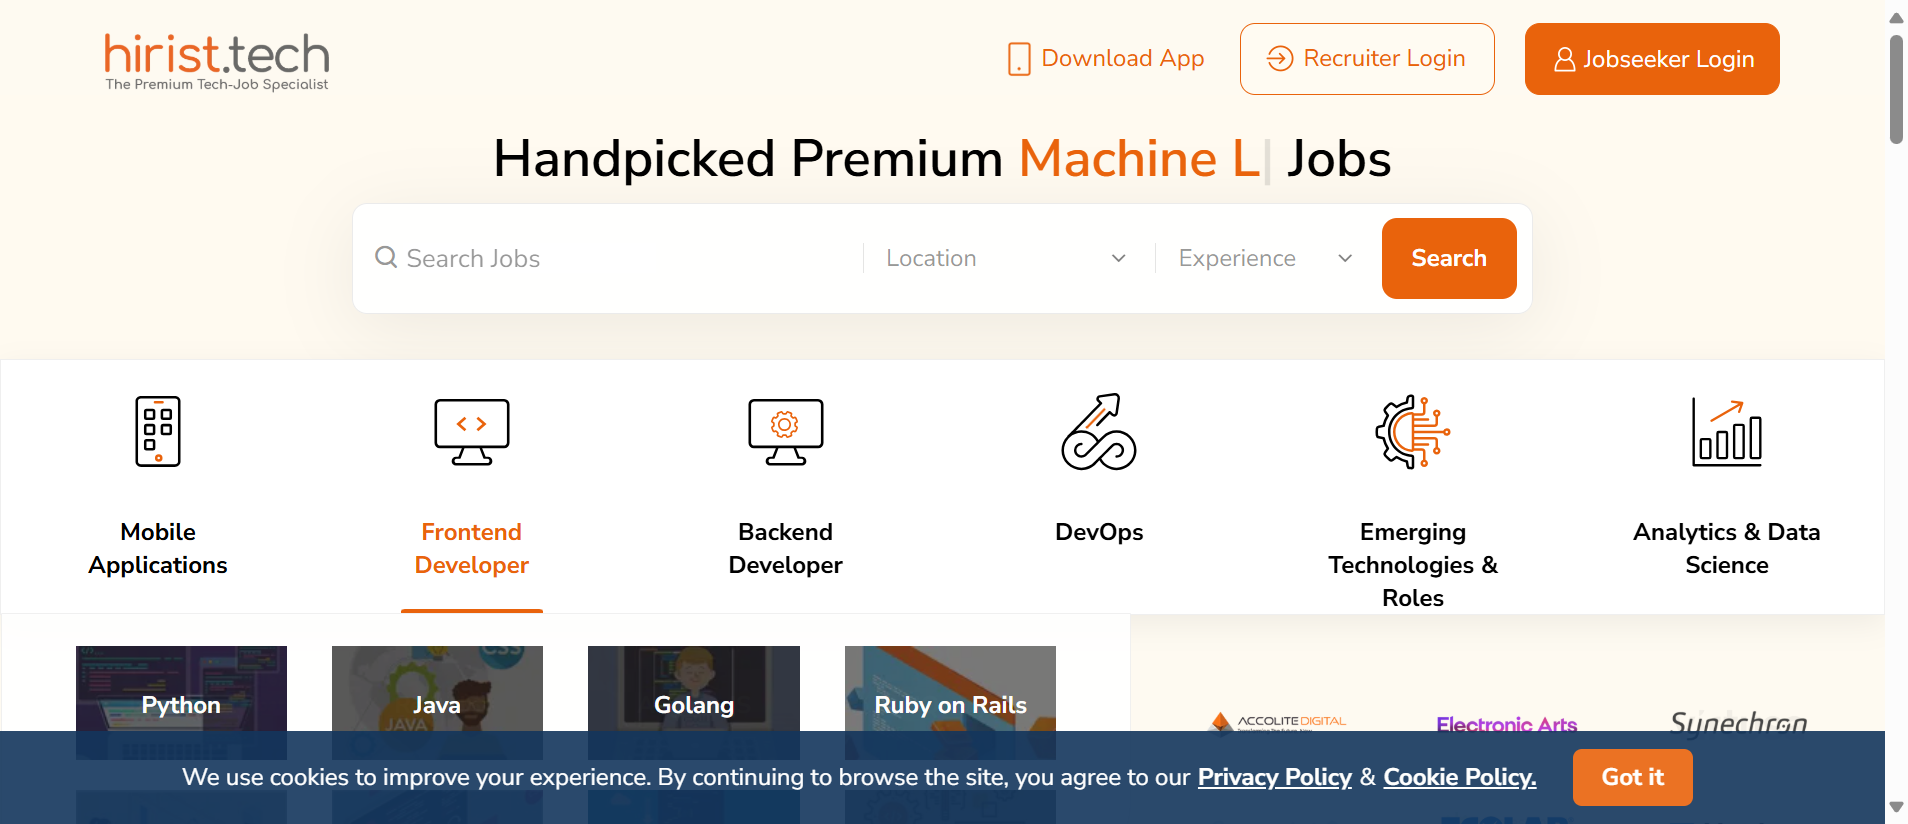 hirist.tech
The Premium Tech-Job Specialist
Download App
Recruiter Login
Jobseeker Login
Handpicked Premium Machine L| Jobs
Search Jobs
Location
Experience
Search
Mobile
Applications
Frontend
Developer
Backend
Developer
DevOps
Emerging
Technologies &
Roles
Analytics & Data
Science
Python
Java
Golang
Ruby on Rails
CSS
JAVA
ACCOLITE DIGITAL
Electronic Arts
Synechron
We use cookies to improve your experience. By continuing to browse the site, you agree to our Privacy Policy & Cookie Policy.
Got it